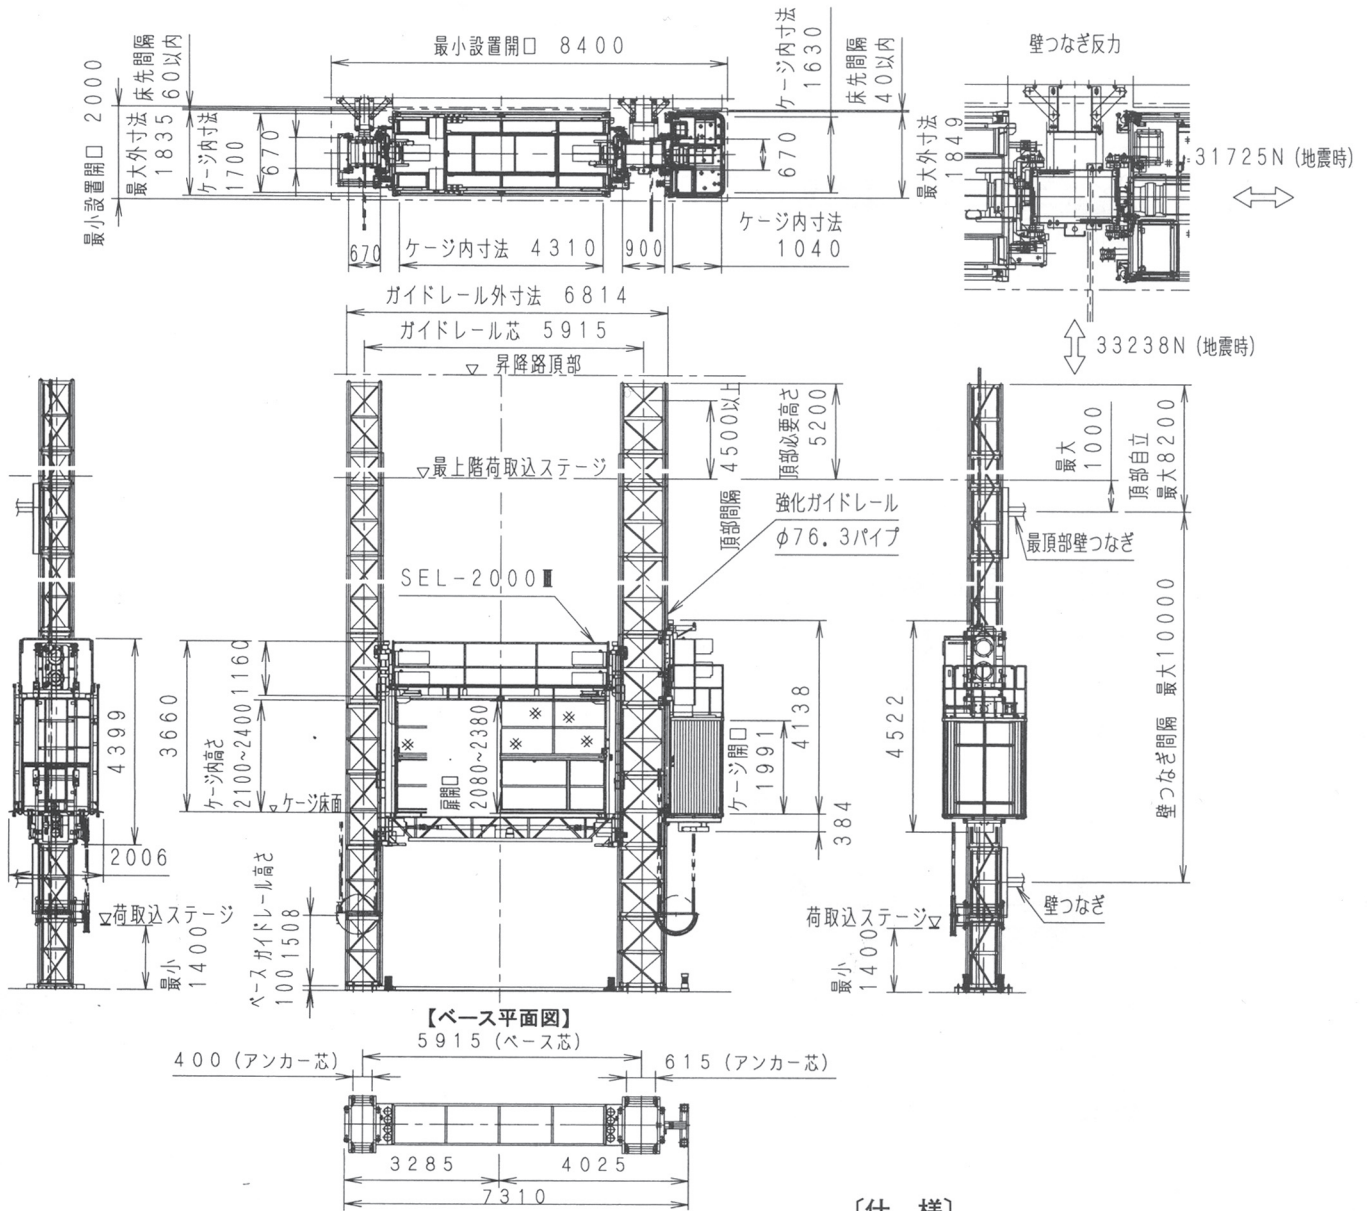 最小設置開口 8400
最小設置開口 2000
床先間隔
60以内
最大外寸法
1835
ケージ内寸法
1700
670
670
ケージ内寸法 4310
900
ケージ内寸法
1040
670
ケージ内寸法
1630
床先間隔
40以内
最大外寸法
1849
壁つなぎ反力
31725N (地震時)
33238N (地震時)
ガイドレール外寸法 6814
ガイドレール芯 5915
昇降路頂部
最上階荷取込ステージ
頂部間隔 4500以上
頂部必要高さ
5200
強化ガイドレール
φ76.3パイプ
SEL-2000Ⅲ
最大
1000
頂部自立
最大8200
最頂部壁つなぎ
壁つなぎ間隔 最大10000
壁つなぎ
4399
2006
荷取込ステージ
最小
1400
3660
1160
ケージ内高さ
2100~2400
ケージ床面
扉開口
2080~2380
ケージ開口
1991
4138
384
4522
ベースガイドレール高さ
100
1508
荷取込ステージ
最小
1400
【ベース平面図】
5915 (ベース芯)
400 (アンカー芯)
615 (アンカー芯)
3285
4025
7310
〔仕 様〕